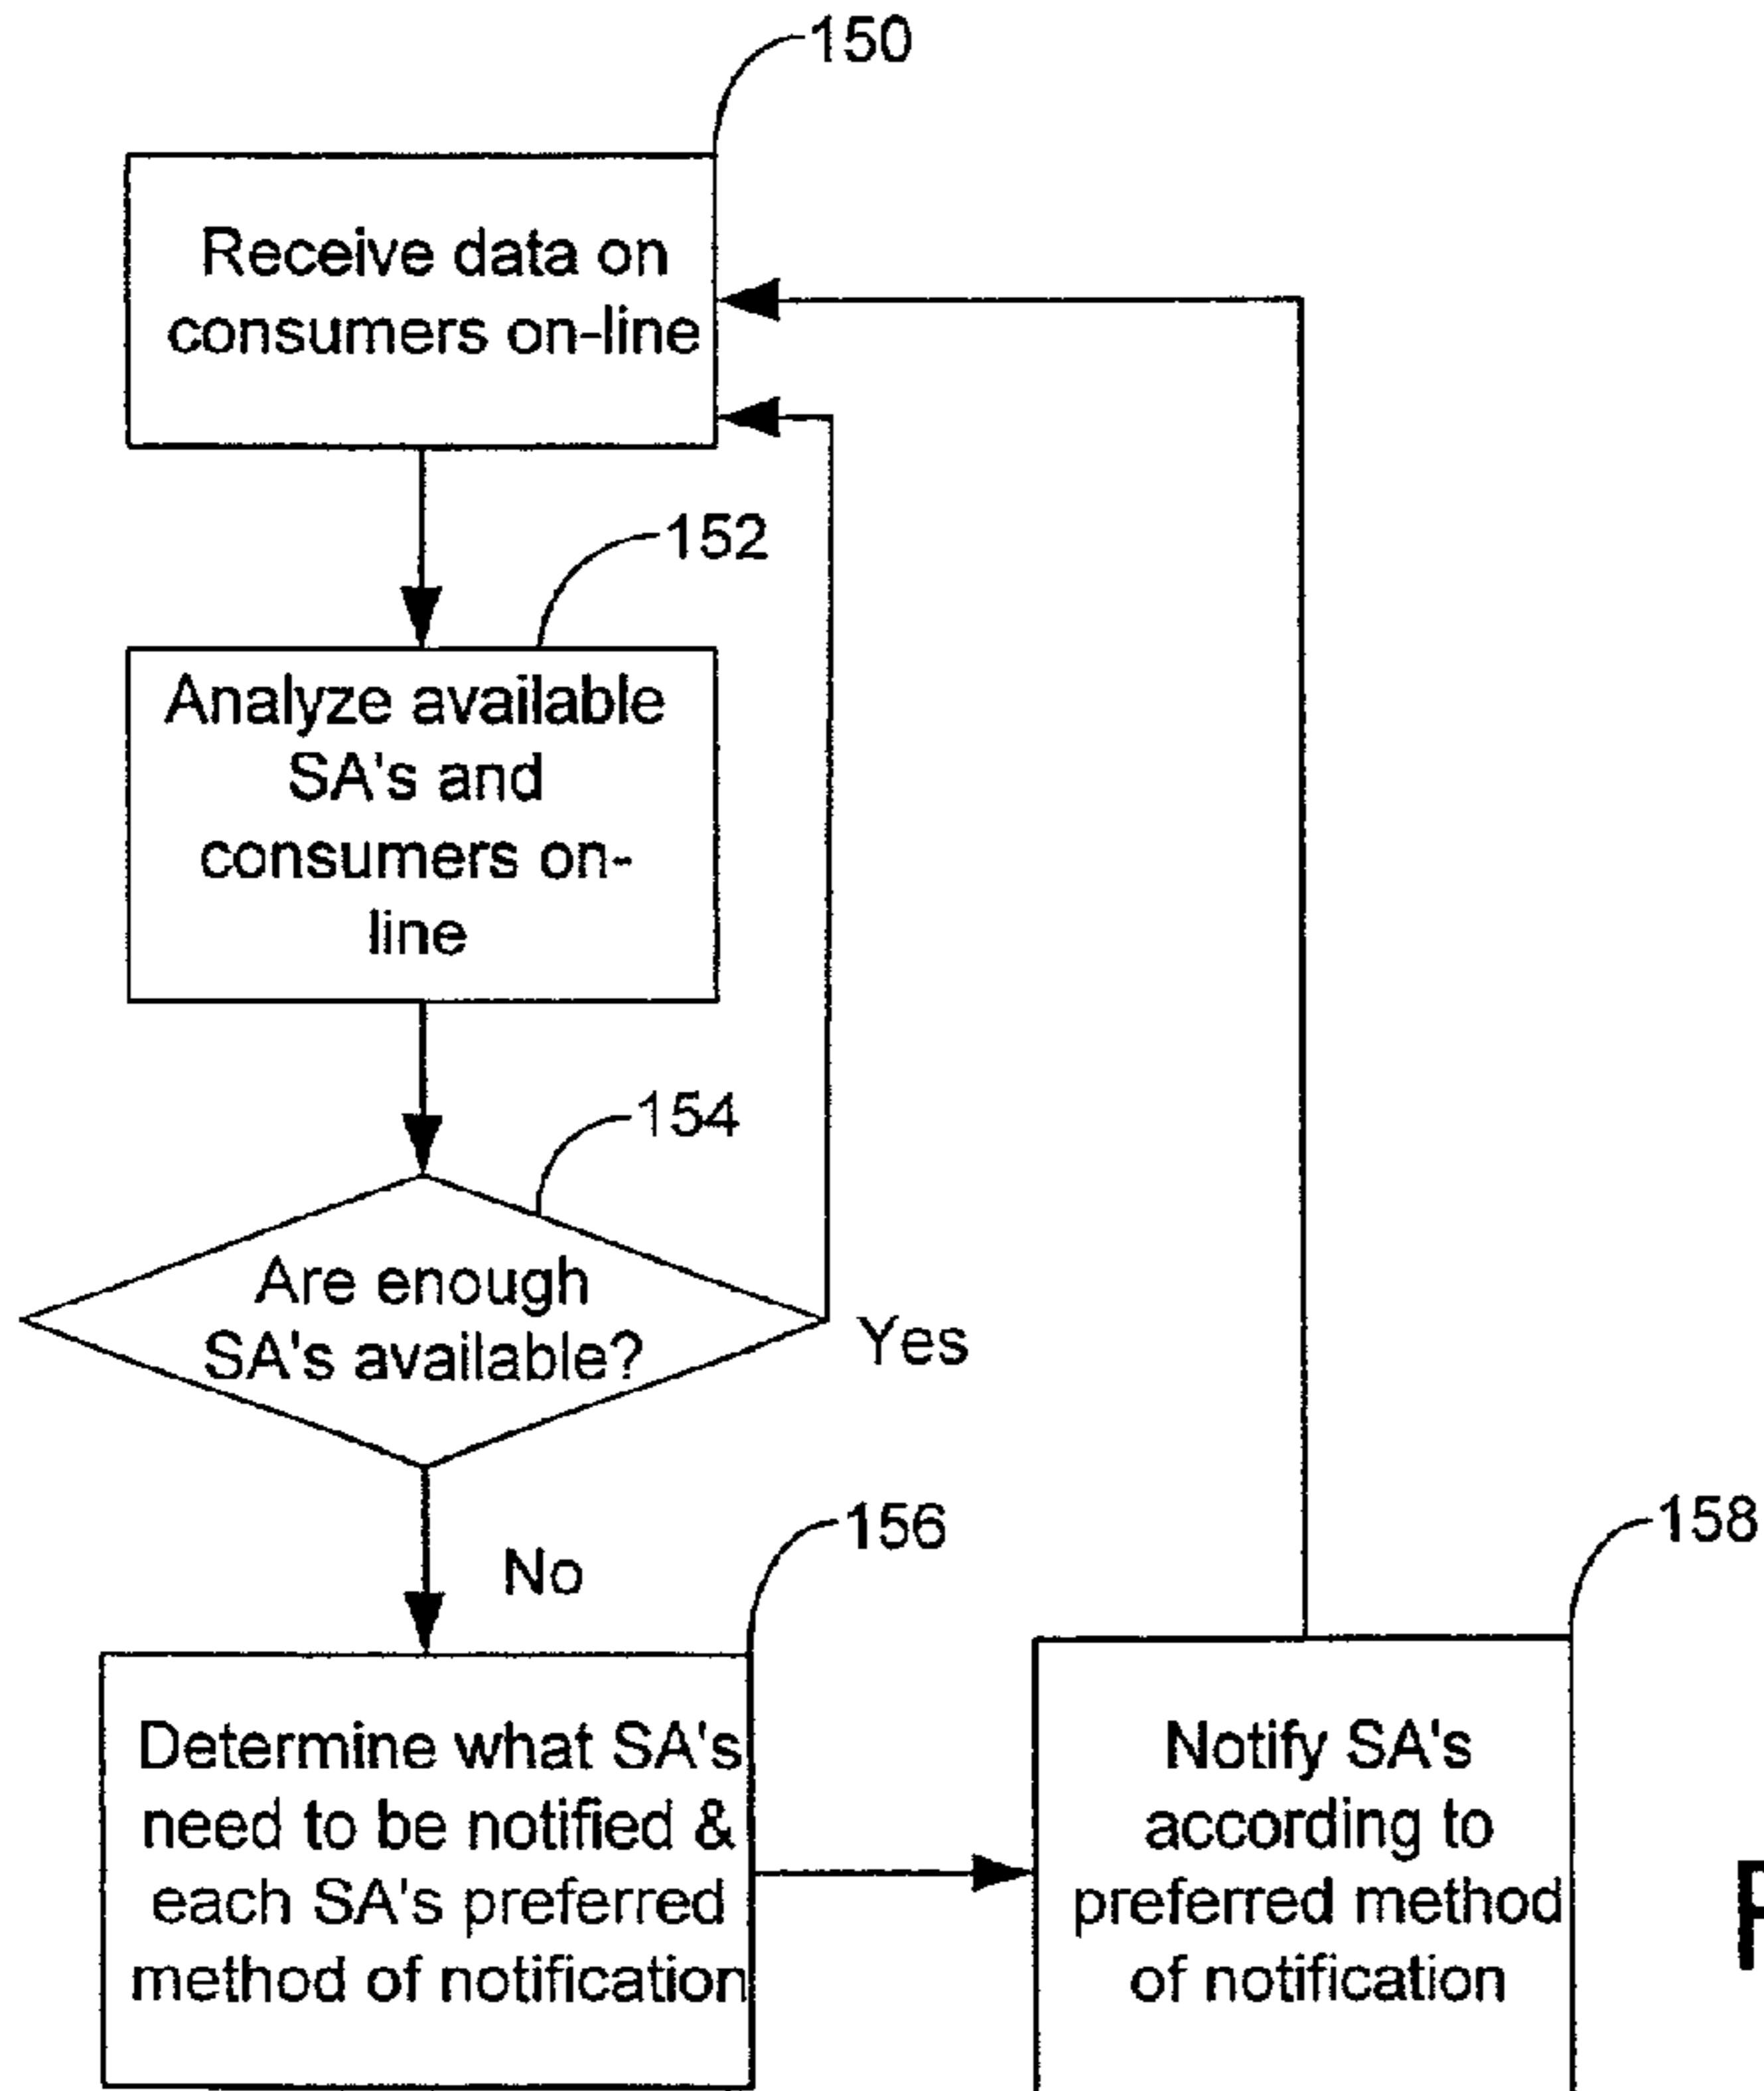 150
Receive data on
consumers on-line
152
Analyze available
SA's and
consumers on-
line
154
Are enough
SA's available?
Yes
No
156
Determine what SA's
need to be notified &
each SA's preferred
method of notification
158
Notify SA's
according to
preferred method
of notification